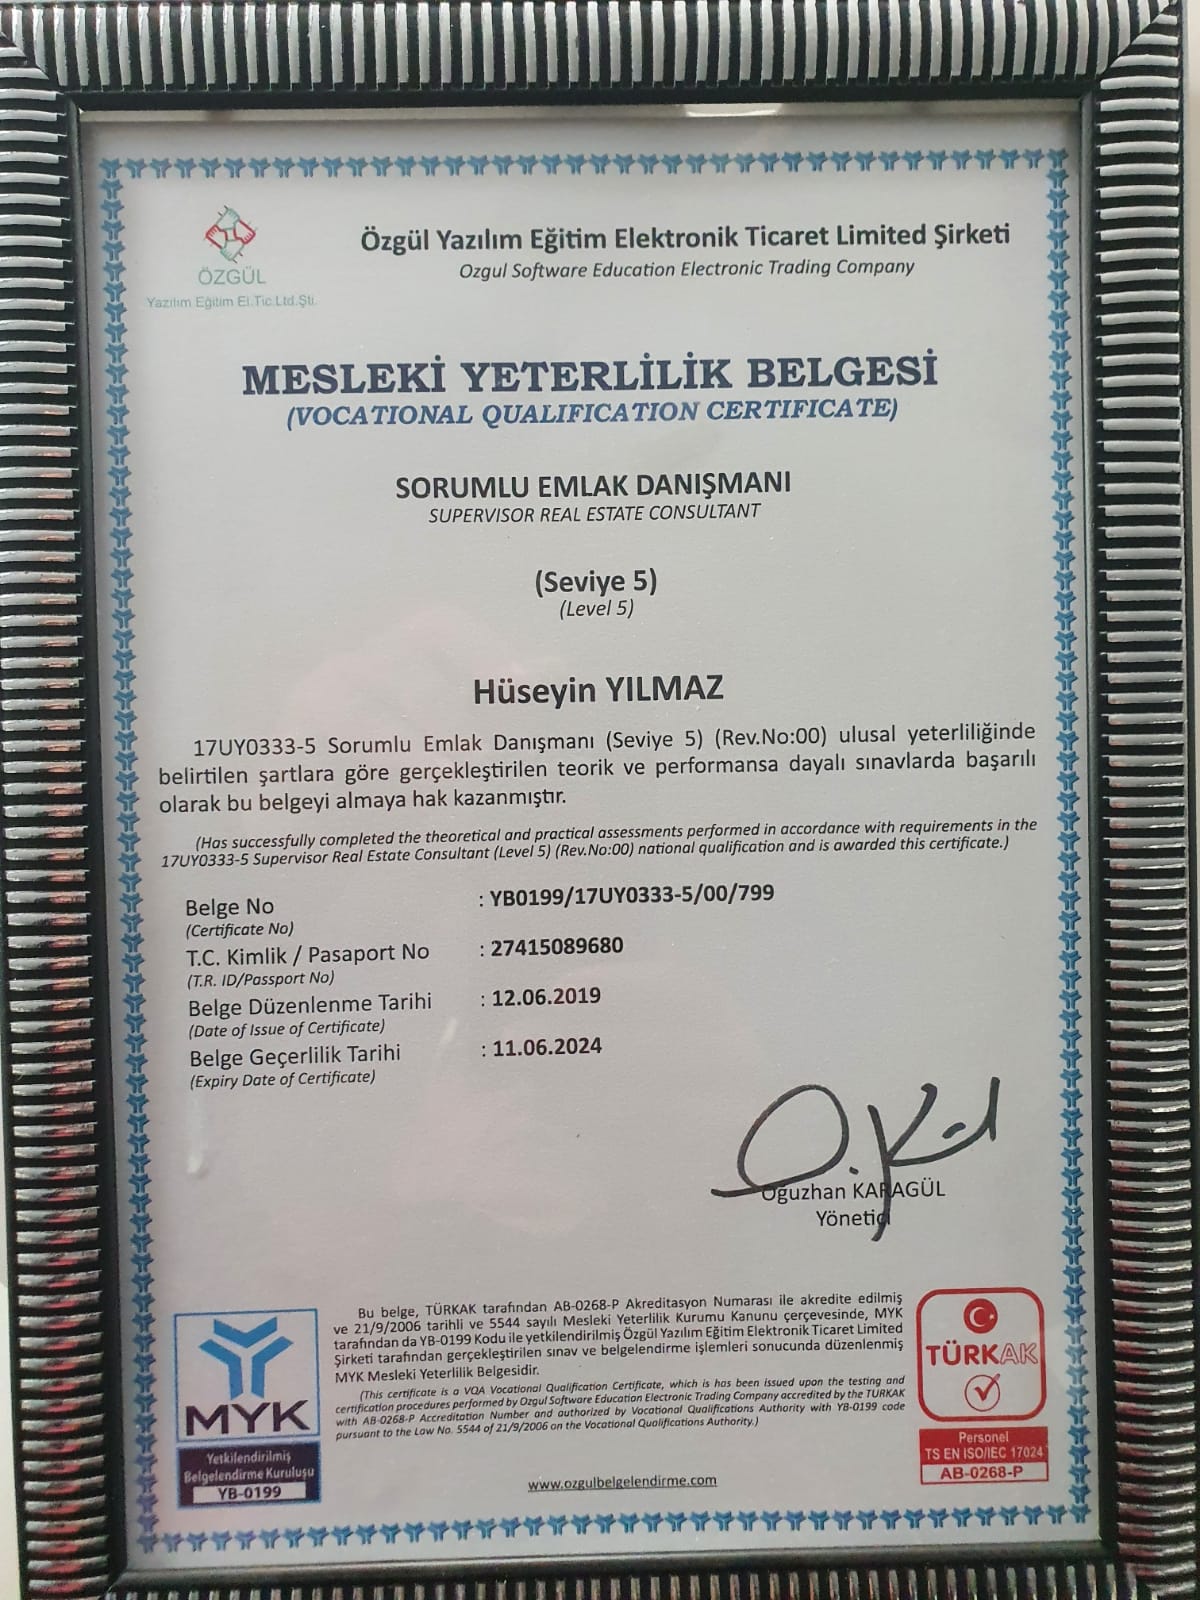 ÖZGÜL
Yazılım Eğitim El.Tic.Ltd.Şti.
Özgül Yazılım Eğitim Elektronik Ticaret Limited Şirketi
Ozgul Software Education Electronic Trading Company
MESLEKİ YETERLİLİK BELGESİ
(VOCATIONAL QUALIFICATION CERTIFICATE)
SORUMLU EMLAK DANIŞMANI
SUPERVISOR REAL ESTATE CONSULTANT
(Seviye 5)
(Level 5)
Hüseyin YILMAZ
17UY0333-5 Sorumlu Emlak Danışmanı (Seviye 5) (Rev.No:00) ulusal yeterliliğinde
belirtilen şartlara göre gerçekleştirilen teorik ve performansa dayalı sınavlarda başarılı
olarak bu belgeyi almaya hak kazanmıştır.
(Has successfully completed the theoretical and practical assessments performed in accordance with requirements in the
17UY0333-5 Supervisor Real Estate Consultant (Level 5) (Rev.No:00) national qualification and is awarded this certificate.)
Belge No : YB0199/17UY0333-5/00/799
(Certificate No)
T.C. Kimlik / Pasaport No : 27415089680
(T.R. ID/Passport No)
Belge Düzenlenme Tarihi : 12.06.2019
(Date of Issue of Certificate)
Belge Geçerlilik Tarihi : 11.06.2024
(Expiry Date of Certificate)
Oğuzhan KARAGÜL
Yönetici
Bu belge, TÜRKAK tarafından AB-0268-P Akreditasyon Numarası ile akredite edilmiş
ve 21/9/2006 tarihli ve 5544 sayılı Mesleki Yeterlilik Kurumu Kanunu çerçevesinde, MYK
tarafından da YB-0199 Kodu ile yetkilendirilmiş Özgül Yazılım Eğitim Elektronik Ticaret Limited
Şirketi tarafından gerçekleştirilen sınav ve belgelendirme işlemleri sonucunda düzenlenmiş
MYK Mesleki Yeterlilik Belgesidir.
(This certificate is a VQA Vocational Qualification Certificate, which is has been issued upon the testing and
certification procedures performed by Ozgul Software Education Electronic Trading Company accredited by the TURKAK
with AB-0268-P Accreditation Number and authorized by Vocational Qualifications Authority with YB-0199 code
pursuant to the Law No. 5544 of 21/9/2006 on the Vocational Qualifications Authority.)
MYK
Yetkilendirilmiş
Belgelendirme Kuruluşu
YB-0199
TÜRKAK
Personel
TS EN ISO/IEC 17024
AB-0268-P
www.ozgulbelgelendirme.com